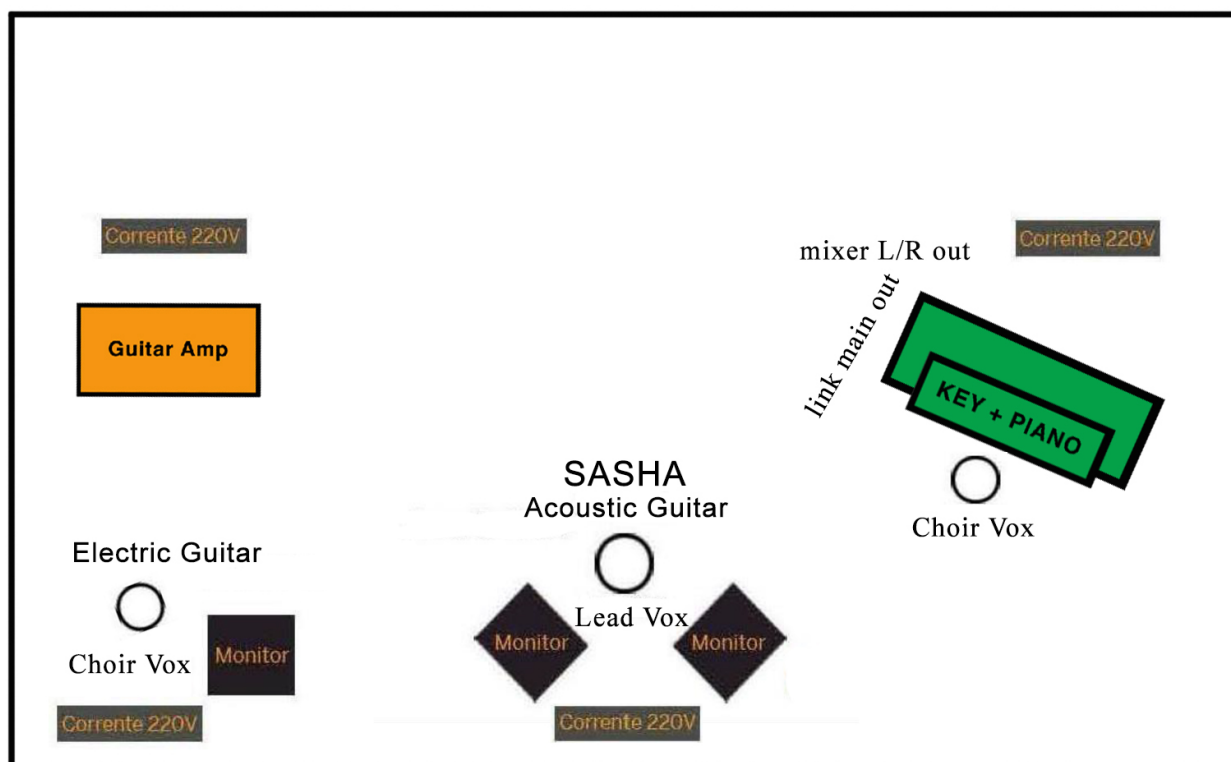 Corrente 220V
mixer L/R out
Corrente 220V
link main out
Guitar Amp
KEY + PIANO
SASHA
Acoustic Guitar
Choir Vox
Electric Guitar
Lead Vox
Monitor
Monitor
Choir Vox
Monitor
Corrente 220V
Corrente 220V